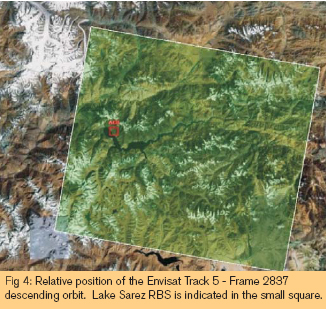 Fig 4: Relative position of the Envisat Track 5 - Frame 2837
descending orbit. Lake Sarez RBS is indicated in the small square.